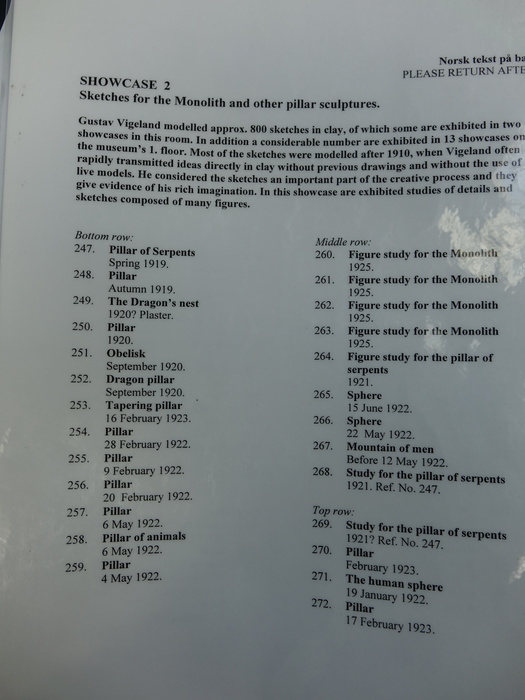 Norsk tekst på
PLEASE RETURN
SHOWCASE 2
Sketches for the Monolith and other pillar sculptures.
Gustav Vigeland modelled approx. 800 sketches in clay, of which some are exhibited in two
showcases in this room. In addition a considerable number are exhibited in 13 showcases on
the museum's 1. floor. Most of the sketches were modelled after 1910, when Vigeland often
rapidly transmitted ideas directly in clay without previous drawings and without the use of
live models. He considered the sketches an important part of the creative process and they
give evidence of his rich imagination. In this showcase are exhibited studies of details and
sketches composed of many figures.
Bottom row:
247. Pillar of Serpents
Spring 1919.
248. Pillar
Autumn 1919.
249. The Dragon's nest
1920? Plaster.
250. Pillar
1920.
251. Obelisk
September 1920.
252. Dragon pillar
September 1920.
253. Tapering pillar
16 February 1923.
254. Pillar
28 February 1922.
255. Pillar
9 February 1922.
256. Pillar
20 February 1922.
257. Pillar
6 May 1922.
258. Pillar of animals
6 May 1922.
259. Pillar
4 May 1922.
Middle row:
260. Figure study for the Monolith
1925.
261. Figure study for the Monolith
1925.
262. Figure study for the Monolith
1925.
263. Figure study for the Monolith
1925.
264. Figure study for the pillar of
serpents
1921.
265. Sphere
15 June 1922.
266. Sphere
22 May 1922.
267. Mountain of men
Before 12 May 1922.
268. Study for the pillar of serpents
1921. Ref. No. 247.
Top row:
269. Study for the pillar of serpents
1921? Ref. No. 247.
270. Pillar
February 1923.
271. The human sphere
19 January 1922.
272. Pillar
17 February 1923.